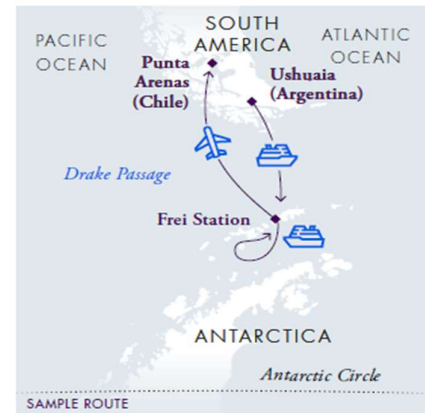 SOUTH
AMERICA
PACIFIC
OCEAN
ATLANTIC
OCEAN
Punta
Arenas
(Chile)
Ushuaia
(Argentina)
Drake Passage
Frei Station
ANTARCTICA
Antarctic Circle
SAMPLE ROUTE